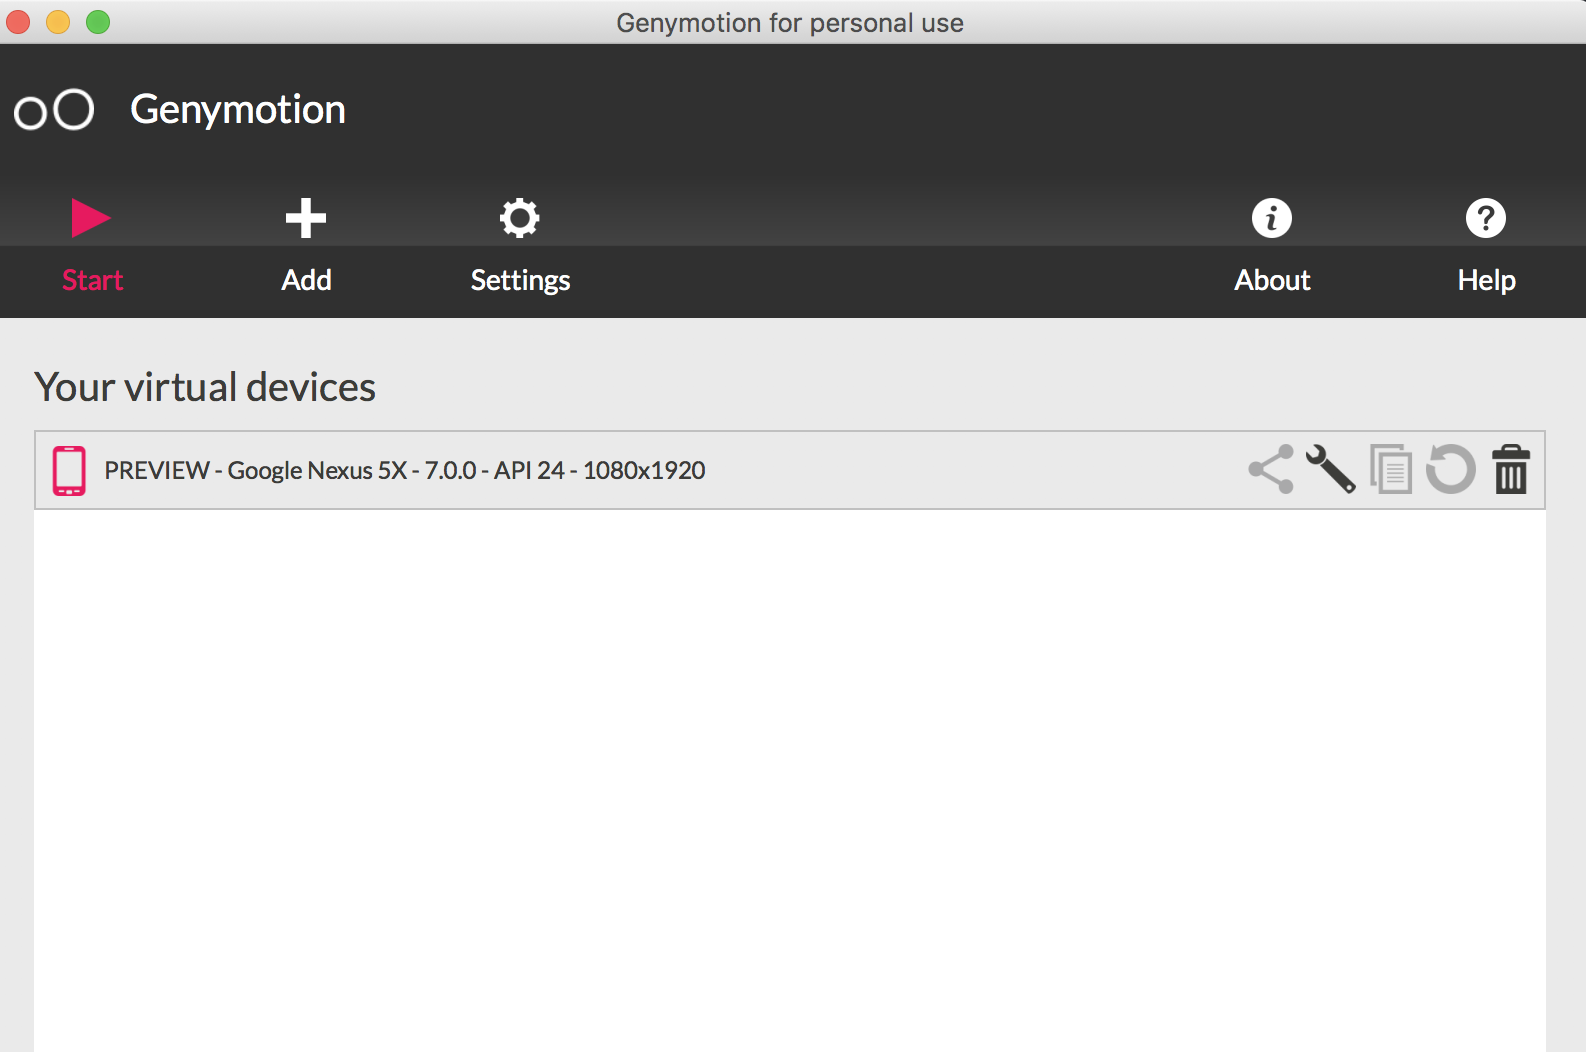 Genymotion for personal use
Genymotion
Start
Add
Settings
About
Help
Your virtual devices
PREVIEW - Google Nexus 5X - 7.0.0 - API 24 - 1080x1920